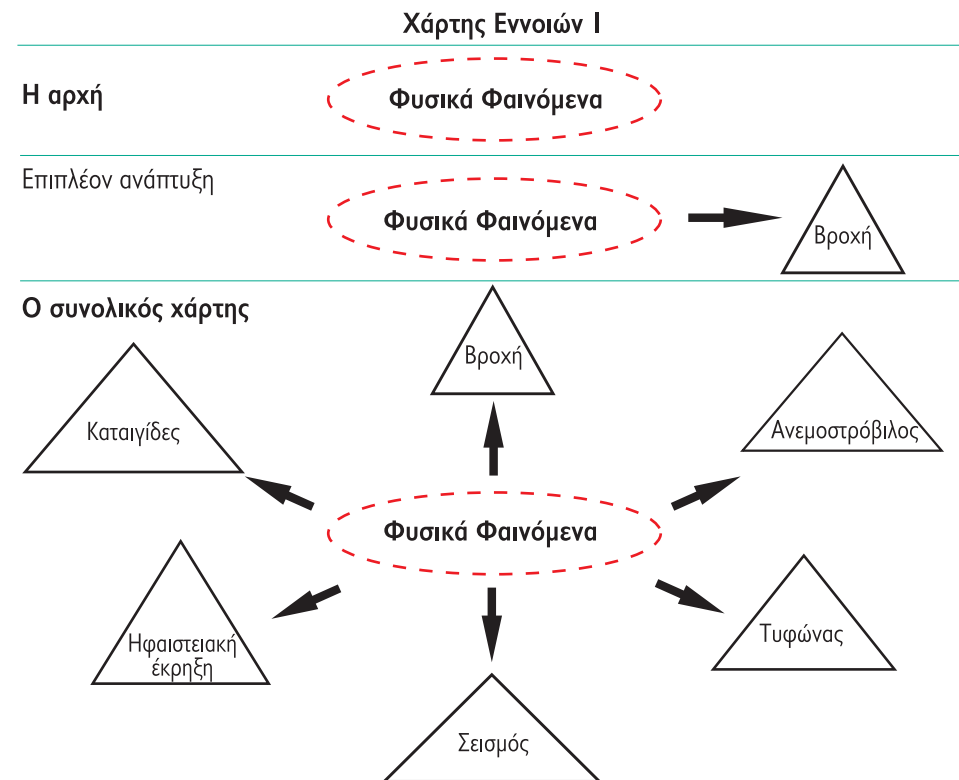 Χάρτης Εννοιών Ι
Η αρχή
Φυσικά Φαινόμενα
Επιπλέον ανάπτυξη
Φυσικά Φαινόμενα
Βροχή
Ο συνολικός χάρτης
Βροχή
Καταιγίδες
Ανεμοστρόβιλος
Φυσικά Φαινόμενα
Ηφαιστειακή
έκρηξη
Τυφώνας
Σεισμός